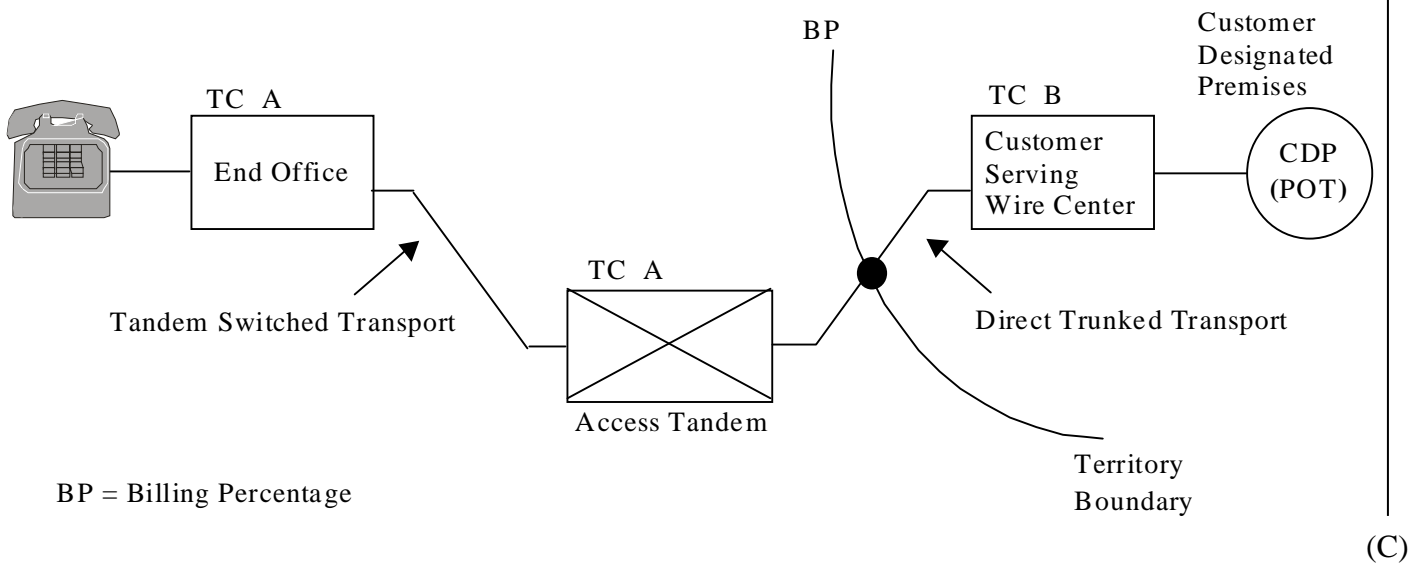 BP
Customer
Designated
Premises
TC A
TC B
End Office
Customer
Serving
Wire Center
CDP
(POT)
TC A
Tandem Switched Transport
Direct Trunked Transport
Access Tandem
Territory
Boundary
BP = Billing Percentage
(C)